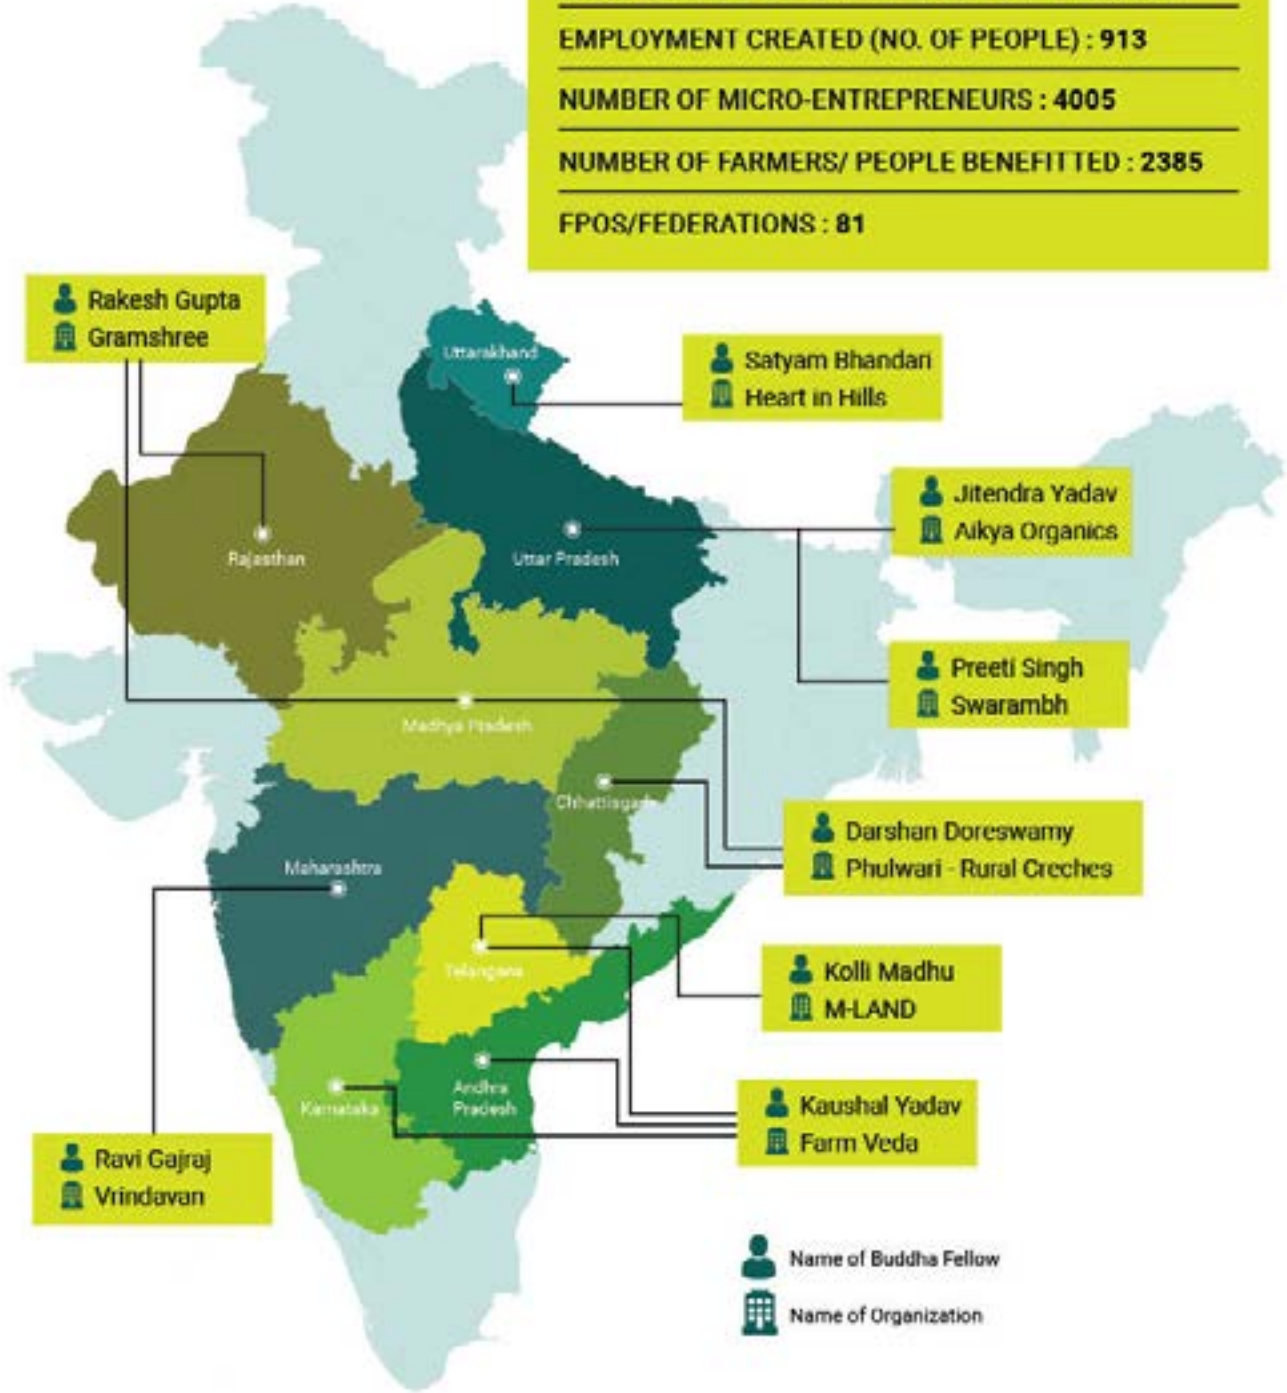 EMPLOYMENT CREATED (NO. OF PEOPLE) : 913
NUMBER OF MICRO-ENTREPRENEURS : 4005
NUMBER OF FARMERS/ PEOPLE BENEFITTED : 2385
FPOS/FEDERATIONS : 81
Rakesh Gupta
Gramshree
Uttarakhand
Satyam Bhandari
Heart in Hills
Jitendra Yadav
Aikya Organics
Rajasthan
Uttar Pradesh
Preeti Singh
Swarambh
Madhya Pradesh
Chhattisgarh
Darshan Doreswamy
Phulwari - Rural Creches
Maharashtra
Kolli Madhu
M-LAND
Telangana
Kaushal Yadav
Farm Veda
Andhra
Pradesh
Karnataka
Ravi Gajraj
Vrindavan
Name of Buddha Fellow
Name of Organization